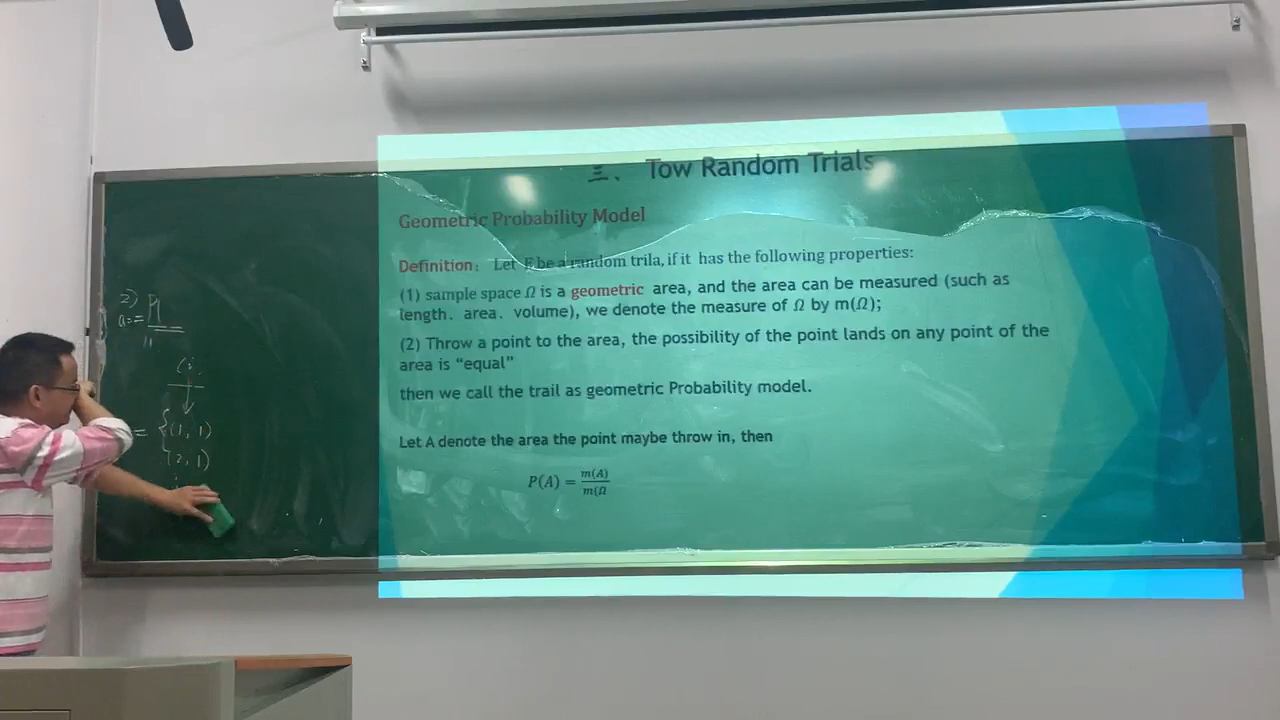 三、 Tow Random Trials
Geometric Probability Model
Definition： Let E be a random trila, if it has the following properties:
(1) sample space Ω is a geometric area, and the area can be measured (such as
length、area、volume), we denote the measure of Ω by m(Ω);
(2) Throw a point to the area, the possibility of the point lands on any point of the
area is “equal”
then we call the trail as geometric Probability model.
Let A denote the area the point maybe throw in, then
P(A) = m(A)/m(Ω
2)
= {(1, 1)
(2, 1)